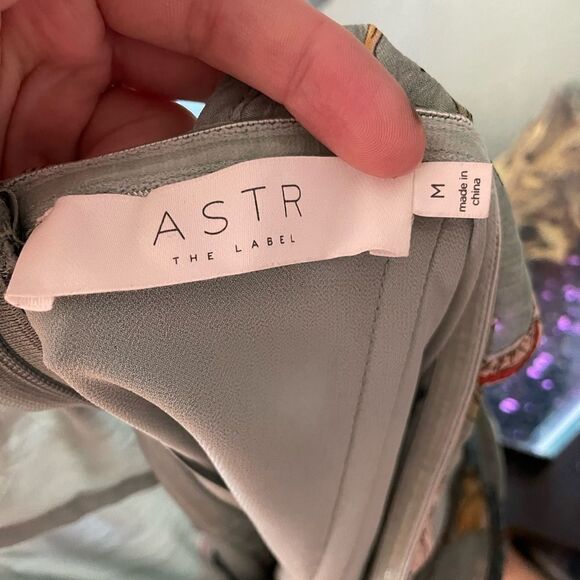 ASTR
THE LABEL
M
made in
china